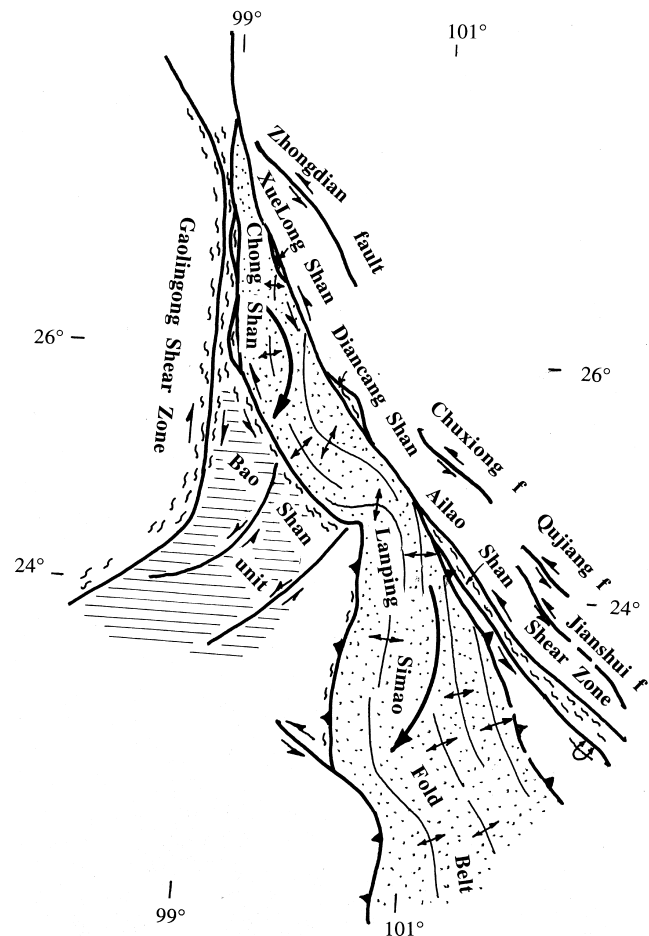 99°
101°
Zhongdian
fault
XueLong Shan
Gaolingong Shear Zone
Chong Shan
26°
Diancang Shan
26°
Chuxiong f
Bao
Shan
unit
Ailao
Shan
Shear Zone
Qujiang f
24°
Lanping
24°
Jianshui f
Simao
Fold
Belt
99°
101°